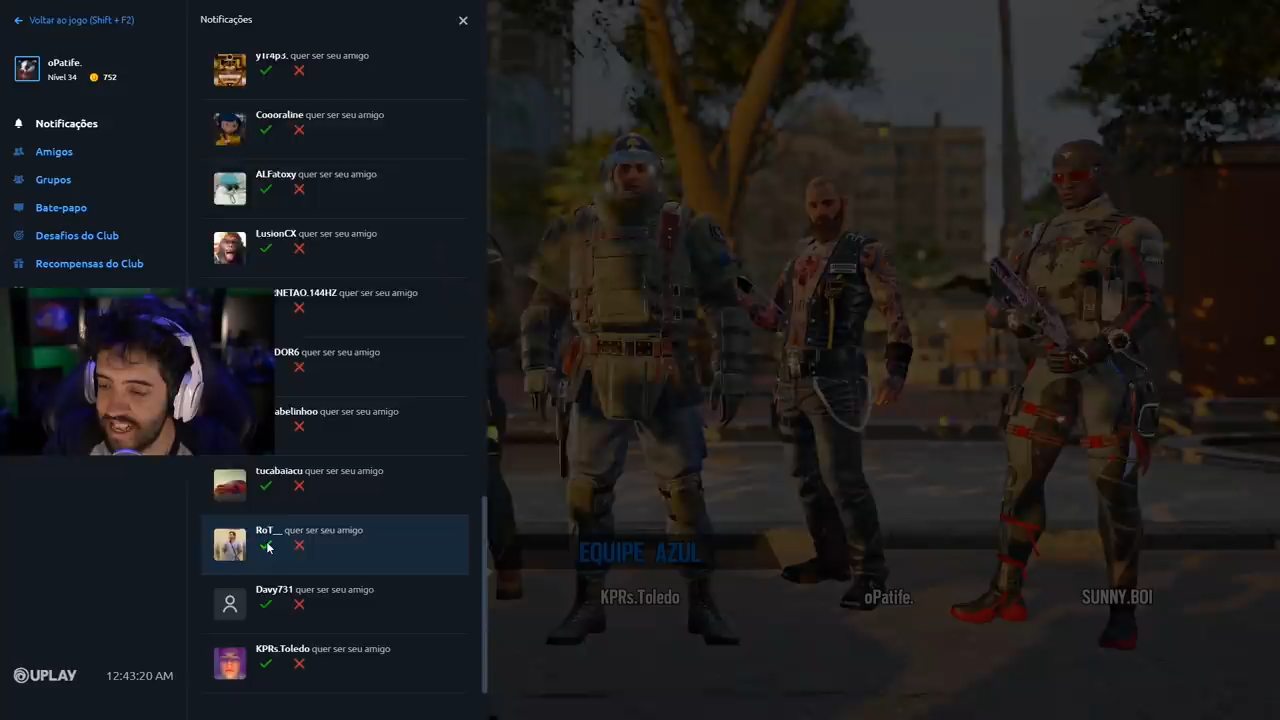 Voltar ao jogo (Shift + F2)
Notificações
oPatife.
Nível 34 752
Notificações
Amigos
Grupos
Bate-papo
Desafios do Club
Recompensas do Club
y1r4p3. quer ser seu amigo
Coooraline quer ser seu amigo
ALFatoxy quer ser seu amigo
LusionCX quer ser seu amigo
NETAO.144HZ quer ser seu amigo
DOR6 quer ser seu amigo
abelinhoo quer ser seu amigo
tucabaiacu quer ser seu amigo
RoT__ quer ser seu amigo
Davy731 quer ser seu amigo
KPRs.Toledo quer ser seu amigo
UPLAY 12:43:20 AM
EQUIPE AZUL
KPRs.Toledo oPatife. SUNNY.BOI